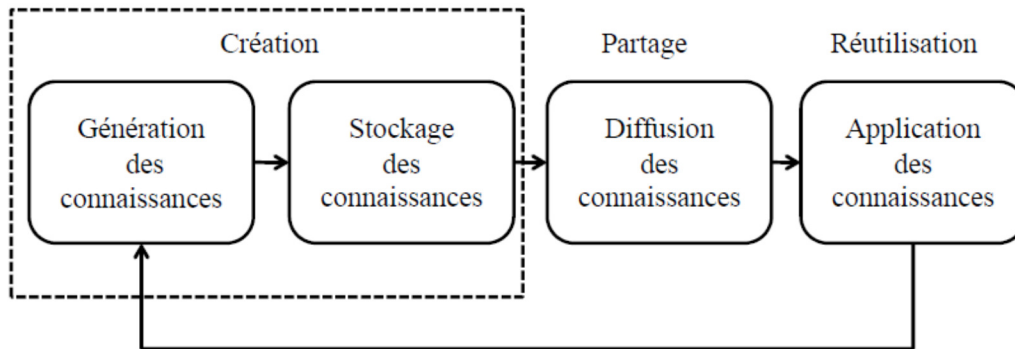 Création
Partage
Réutilisation
Génération
des
connaissances
Stockage
des
connaissances
Diffusion
des
connaissances
Application
des
connaissances